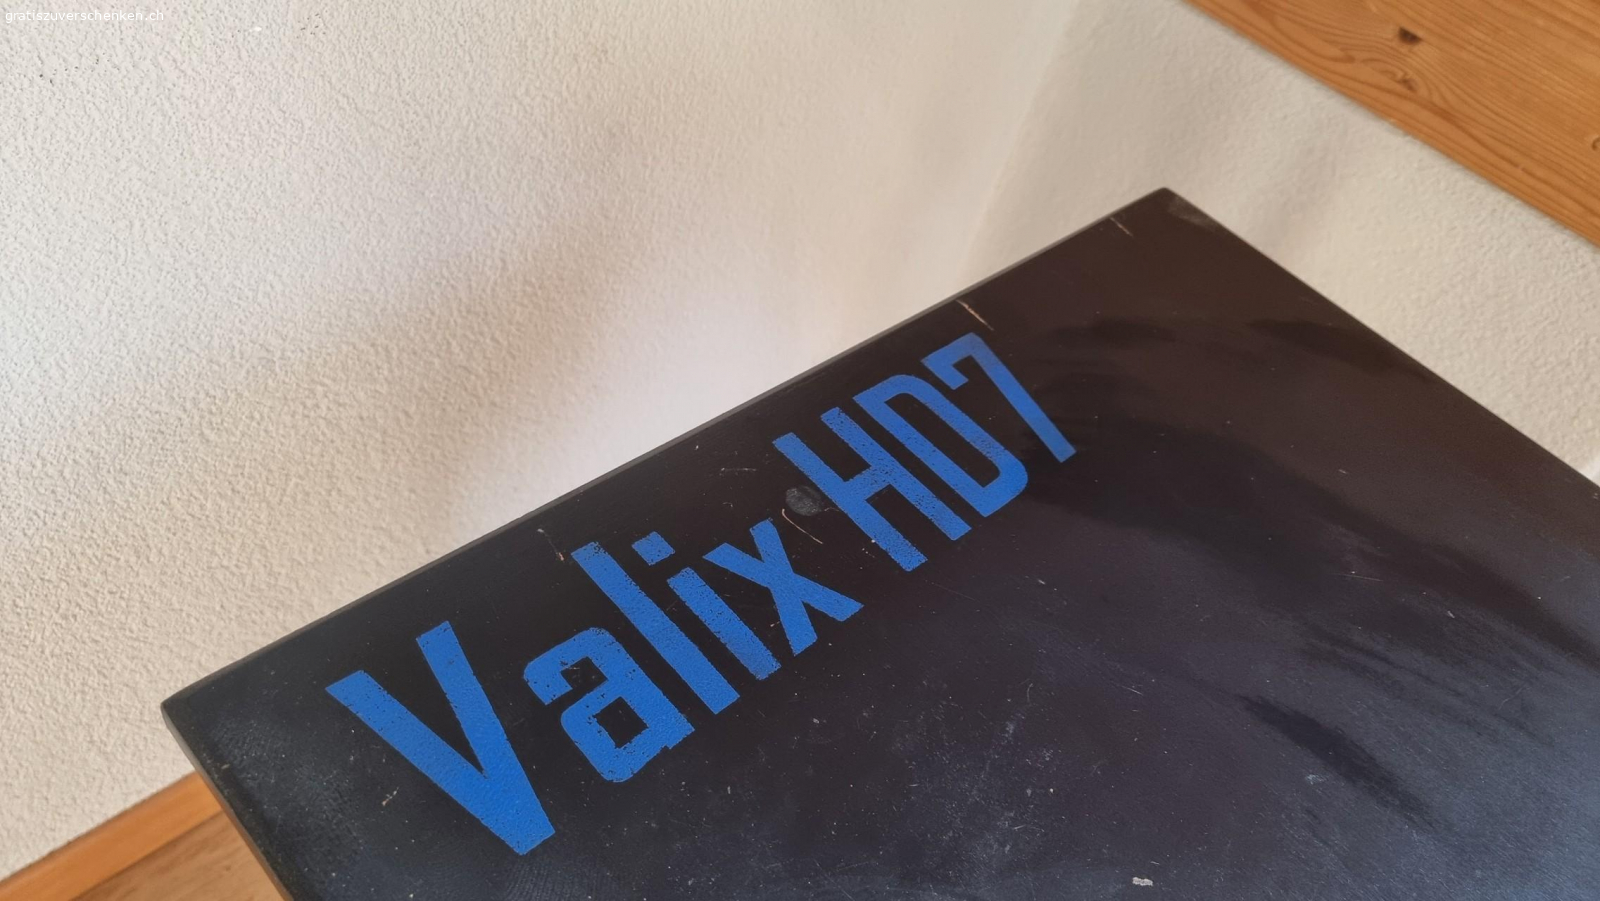 gratiszuverschenken.ch
Valix HD7